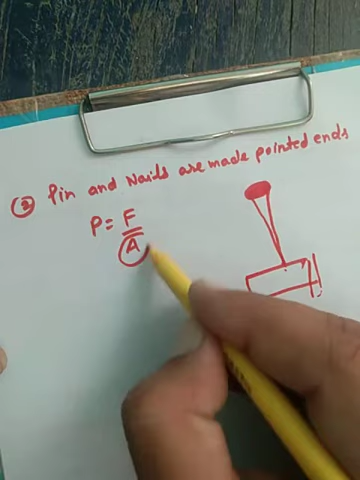 ③ Pin and Nails are made pointed ends
P = F
A